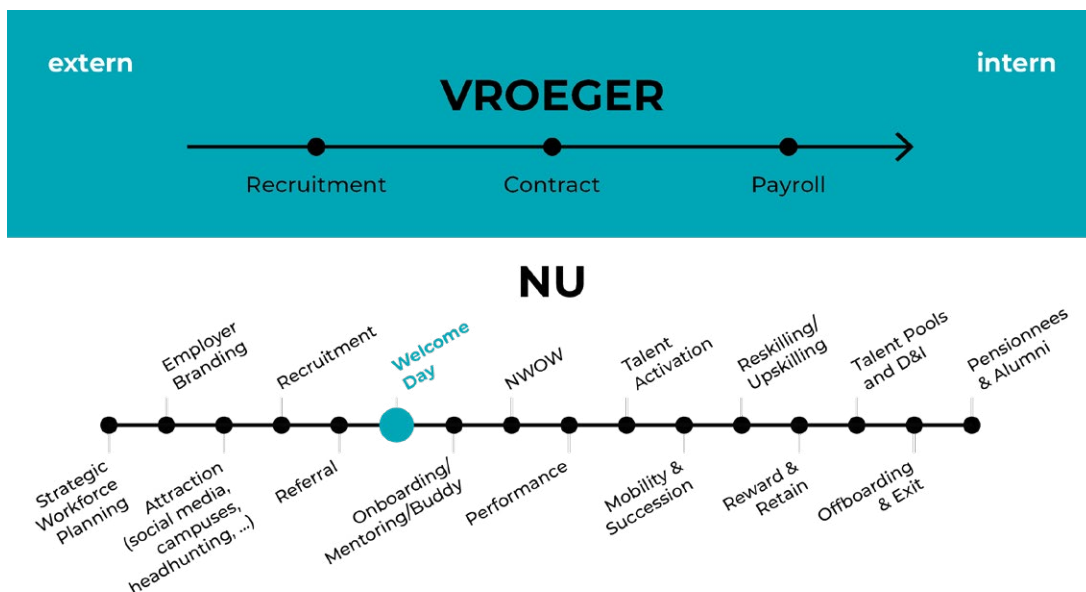 extern
intern
VROEGER
Recruitment
Contract
Payroll
NU
Strategic
Workforce
Planning
Employer
Branding
Attraction
(social media,
campuses,
headhunting, ...)
Recruitment
Referral
Welcome
Day
Onboarding/
Mentoring/Buddy
NWOW
Performance
Talent
Activation
Mobility &
Succession
Reskilling/
Upskilling
Reward &
Retain
Talent Pools
and D&I
Offboarding
& Exit
Pensionnees
& Alumni